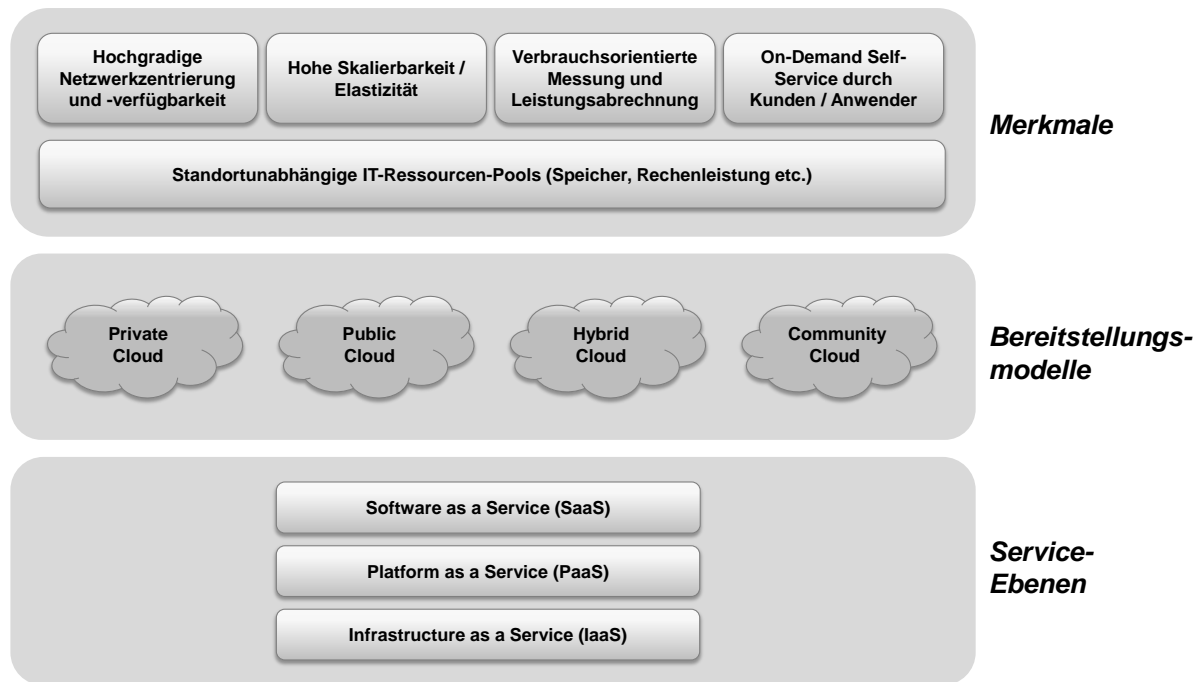 Hochgradige
Netzwerkzentrierung
und -verfügbarkeit
Hohe Skalierbarkeit /
Elastizität
Verbrauchsorientierte
Messung und
Leistungsabrechnung
On-Demand Self-
Service durch
Kunden / Anwender
Standortunabhängige IT-Ressourcen-Pools (Speicher, Rechenleistung etc.)
Merkmale
Private
Cloud
Public
Cloud
Hybrid
Cloud
Community
Cloud
Bereitstellungs-
modelle
Software as a Service (SaaS)
Platform as a Service (PaaS)
Infrastructure as a Service (IaaS)
Service-
Ebenen